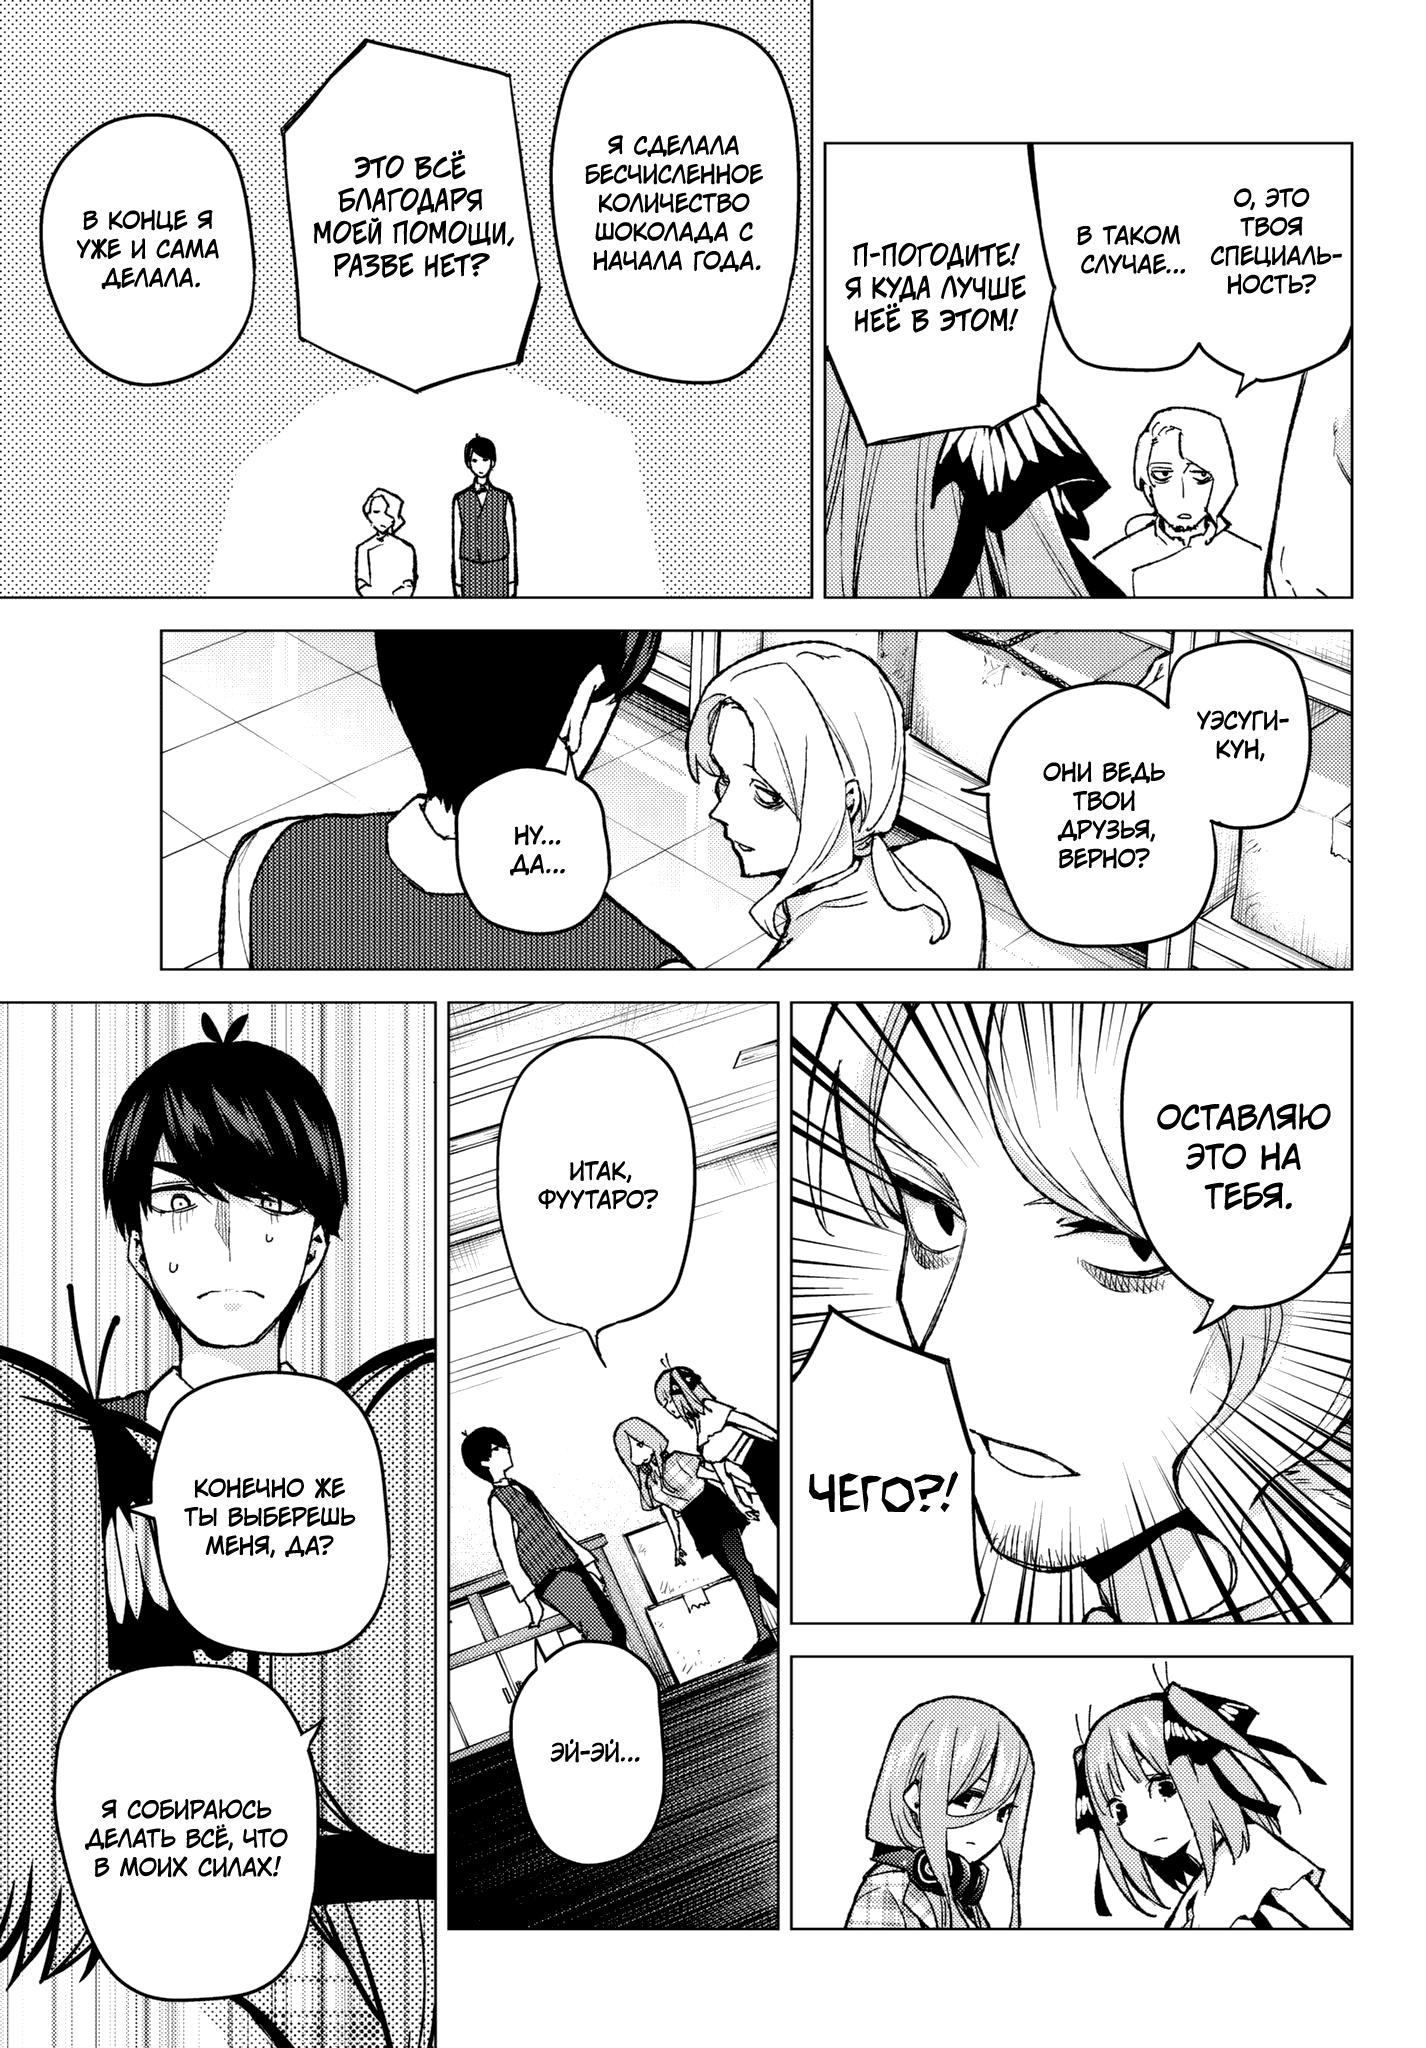 О, ЭТО
ТВОЯ
СПЕЦИАЛЬ-
НОСТЬ?
В ТАКОМ
СЛУЧАЕ...
П-ПОГОДИТЕ!
Я КУДА ЛУЧШЕ
НЕЁ В ЭТОМ!
Я СДЕЛАЛА
БЕСЧИСЛЕННОЕ
КОЛИЧЕСТВО
ШОКОЛАДА С
НАЧАЛА ГОДА.
ЭТО ВСЁ
БЛАГОДАРЯ
МОЕЙ ПОМОЩИ,
РАЗВЕ НЕТ?
В КОНЦЕ Я
УЖЕ И САМА
ДЕЛАЛА.
УЭСУГИ-
КУН,
ОНИ ВЕДЬ
ТВОИ
ДРУЗЬЯ,
ВЕРНО?
НУ...
ДА...
ОСТАВЛЯЮ
ЭТО НА
ТЕБЯ.
ЧЕГО?!
ИТАК,
ФУУТАРО?
ЭЙ-ЭЙ...
КОНЕЧНО ЖЕ
ТЫ ВЫБЕРЕШЬ
МЕНЯ, ДА?
Я СОБИРАЮСЬ
ДЕЛАТЬ ВСЁ, ЧТО
В МОИХ СИЛАХ!